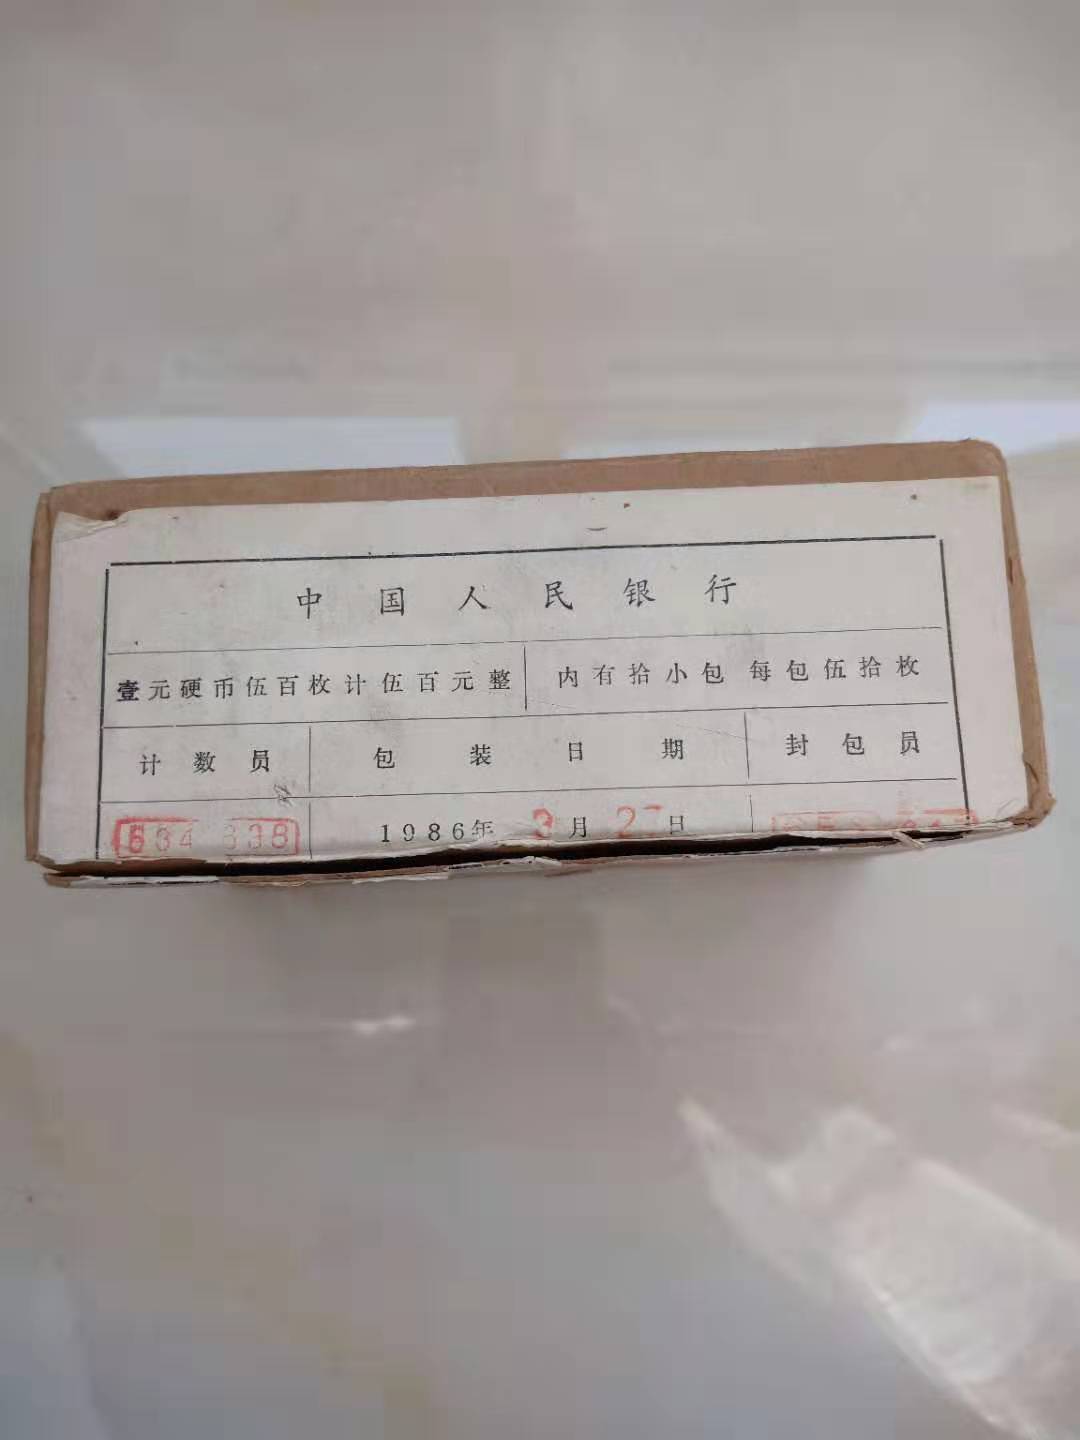 中国人民银行
壹元硬币伍百枚计伍百元整 内有拾小包 每包伍拾枚
计数员 包装日期 封包员
1986年 3月 2 日